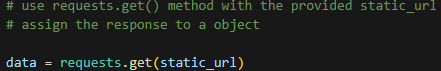 # use requests.get() method with the provided static_url
# assign the response to a object
data = requests.get(static_url)